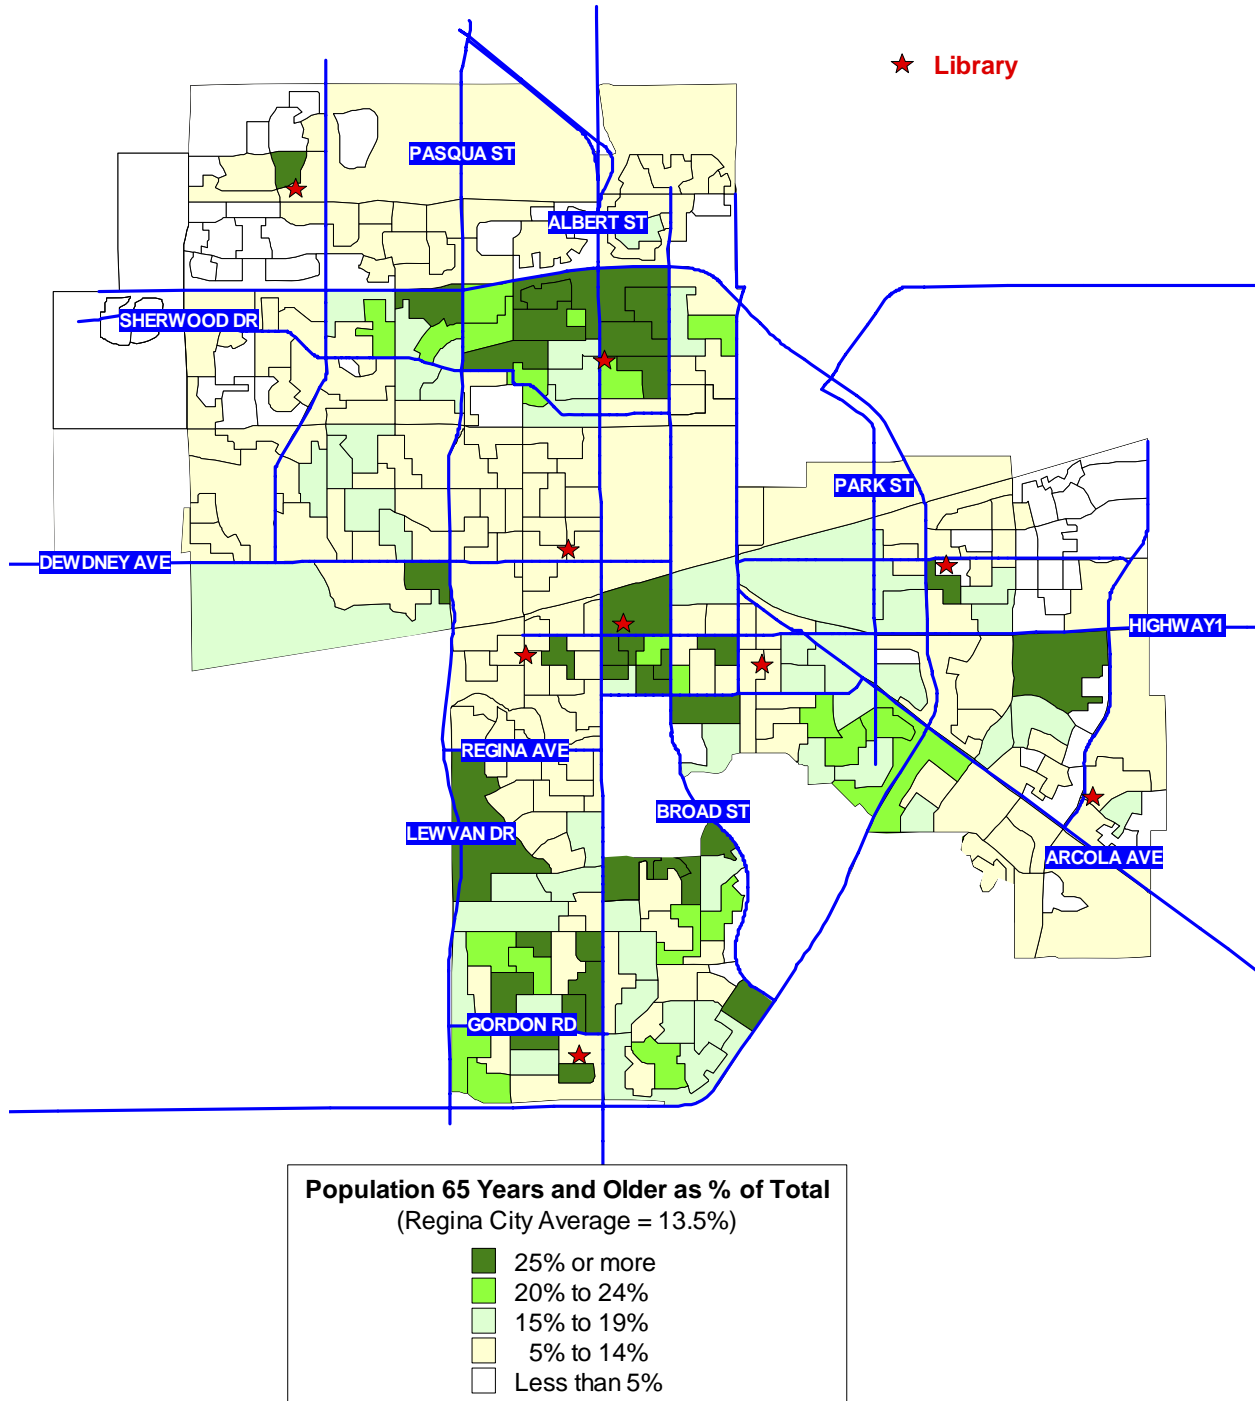 Library
PASQUA ST
ALBERT ST
SHERWOOD DR
PARK ST
DEWDNEY AVE
HIGHWAY1
REGINA AVE
BROAD ST
LEWVAN DR
ARCOLA AVE
GORDON RD
Population 65 Years and Older as % of Total
(Regina City Average = 13.5%)
25% or more
20% to 24%
15% to 19%
5% to 14%
Less than 5%